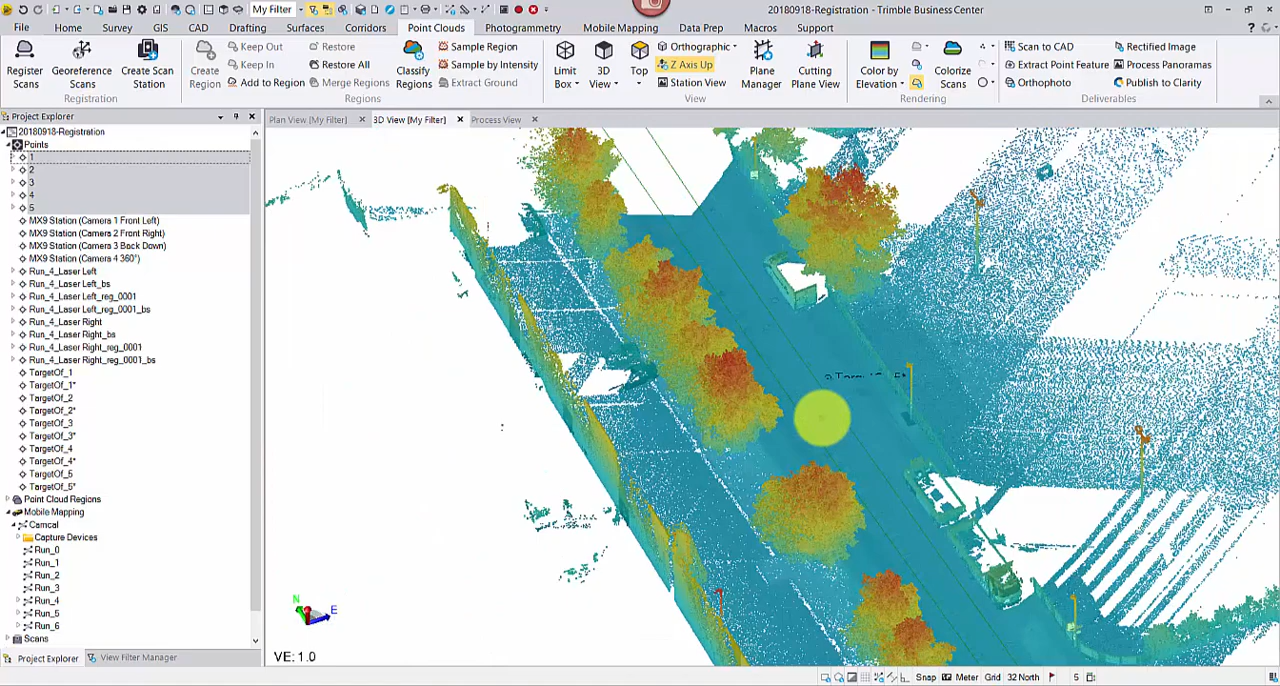 My Filter
20180918-Registration - Trimble Business Center
File Home Survey GIS CAD Drafting Surfaces Corridors Point Clouds Photogrammetry Mobile Mapping Data Prep Macros Support
Register Scans
Georeference Scans
Create Scan Station
Registration
Create Region
Keep Out
Keep In
Add to Region
Restore
Restore All
Merge Regions
Classify Regions
Sample Region
Sample by Intensity
Extract Ground
Regions
Limit Box
3D View
Top
Orthographic
Z Axis Up
Station View
Plane Manager
Cutting Plane View
View
Color by Elevation
Colorize Scans
Rendering
Scan to CAD
Extract Point Feature
Orthophoto
Rectified Image
Process Panoramas
Publish to Clarity
Deliverables
Project Explorer
Plan View [My Filter]
3D View [My Filter]
Process View
20180918-Registration
Points
1
2
3
4
5
MX9 Station (Camera 1 Front Left)
MX9 Station (Camera 2 Front Right)
MX9 Station (Camera 3 Back Down)
MX9 Station (Camera 4 360°)
Run_4_Laser Left
Run_4_Laser Left_bs
Run_4_Laser Left_reg_0001
Run_4_Laser Left_reg_0001_bs
Run_4_Laser Right
Run_4_Laser Right_bs
Run_4_Laser Right_reg_0001
Run_4_Laser Right_reg_0001_bs
TargetOf_1
TargetOf_1*
TargetOf_2
TargetOf_2*
TargetOf_3
TargetOf_3*
TargetOf_4
TargetOf_4*
TargetOf_5
TargetOf_5*
Point Cloud Regions
Mobile Mapping
Camcal
Capture Devices
Run_0
Run_1
Run_2
Run_3
Run_4
Run_5
Run_6
Scans
N
E
VE: 1.0
Project Explorer
View Filter Manager
Snap Meter Grid 32 North 5